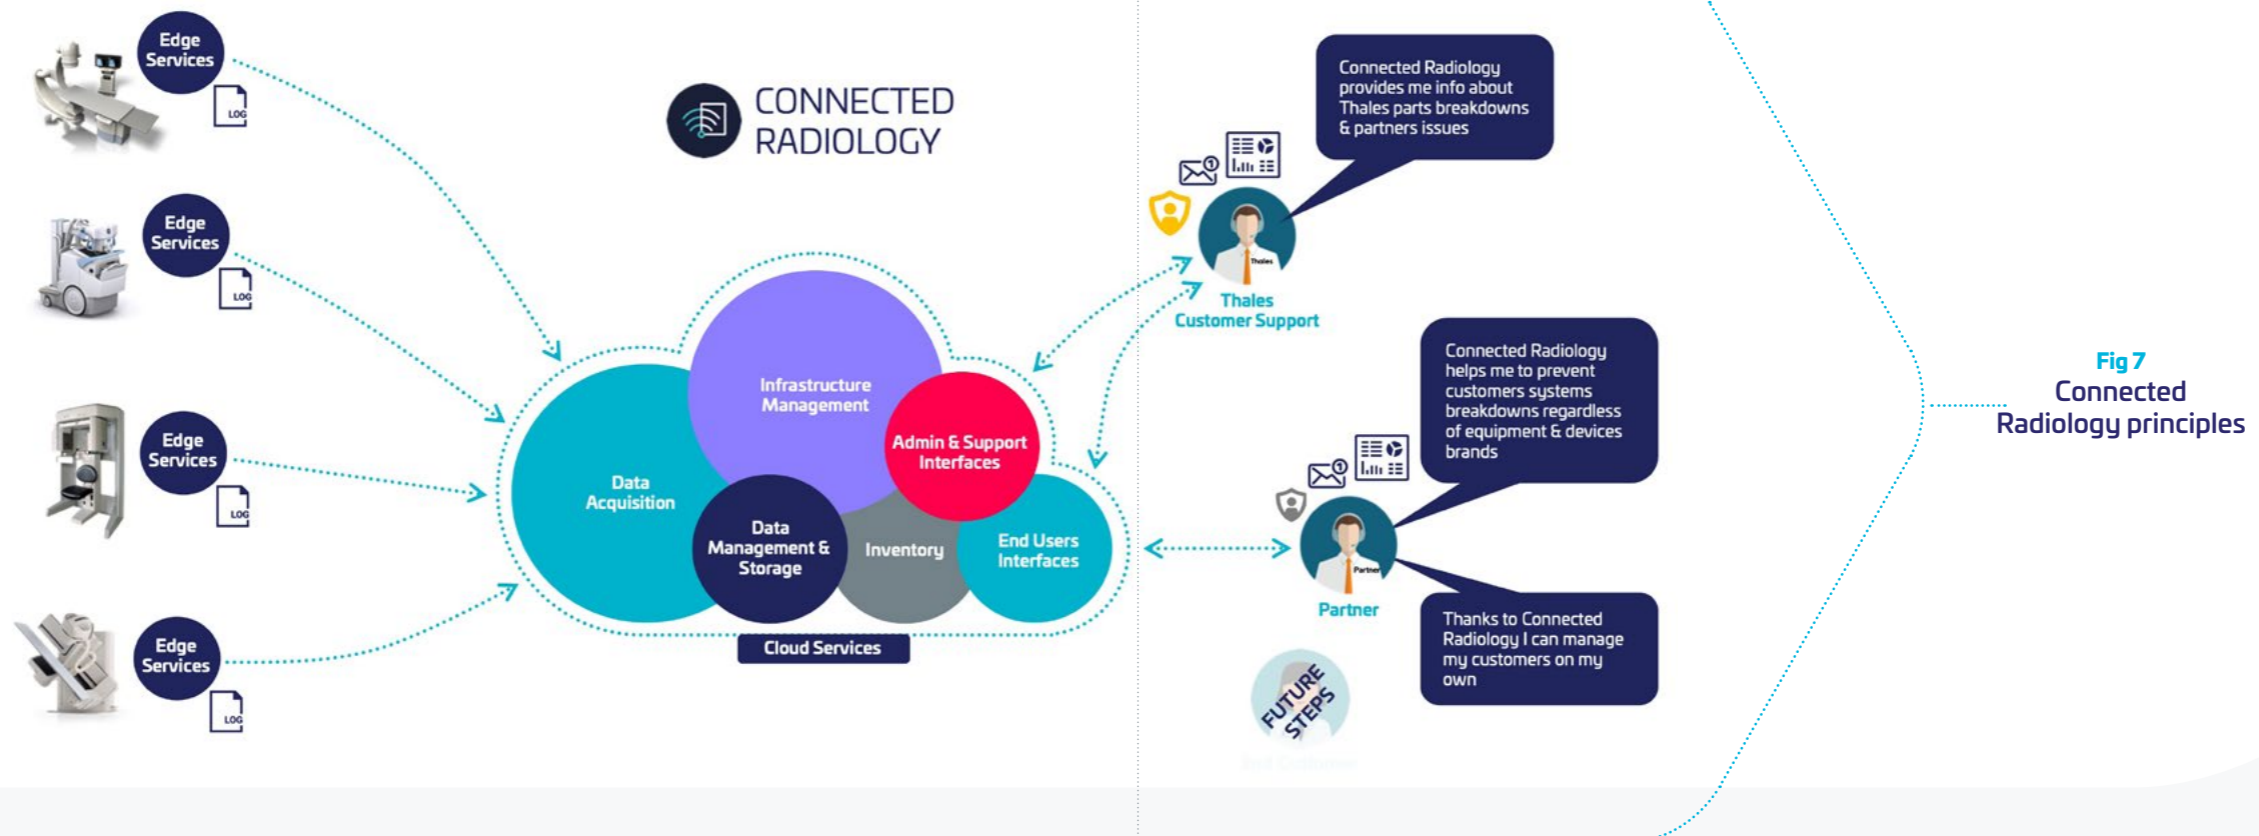 Edge
Services
LOG
Edge
Services
LOG
Edge
Services
LOG
Edge
Services
LOG
CONNECTED
RADIOLOGY
Infrastructure
Management
Data
Acquisition
Admin & Support
Interfaces
Data
Management &
Storage
Inventory
End Users
Interfaces
Cloud Services
Connected Radiology
provides me info about
Thales parts breakdowns
& partners issues
1
Thales
Thales
Customer Support
Connected Radiology
helps me to prevent
customers systems
breakdowns regardless
of equipment & devices
brands
1
Partner
Partner
Thanks to Connected
Radiology I can manage
my customers on my
own
FUTURE
STEPS
Fig 7
Connected
Radiology principles